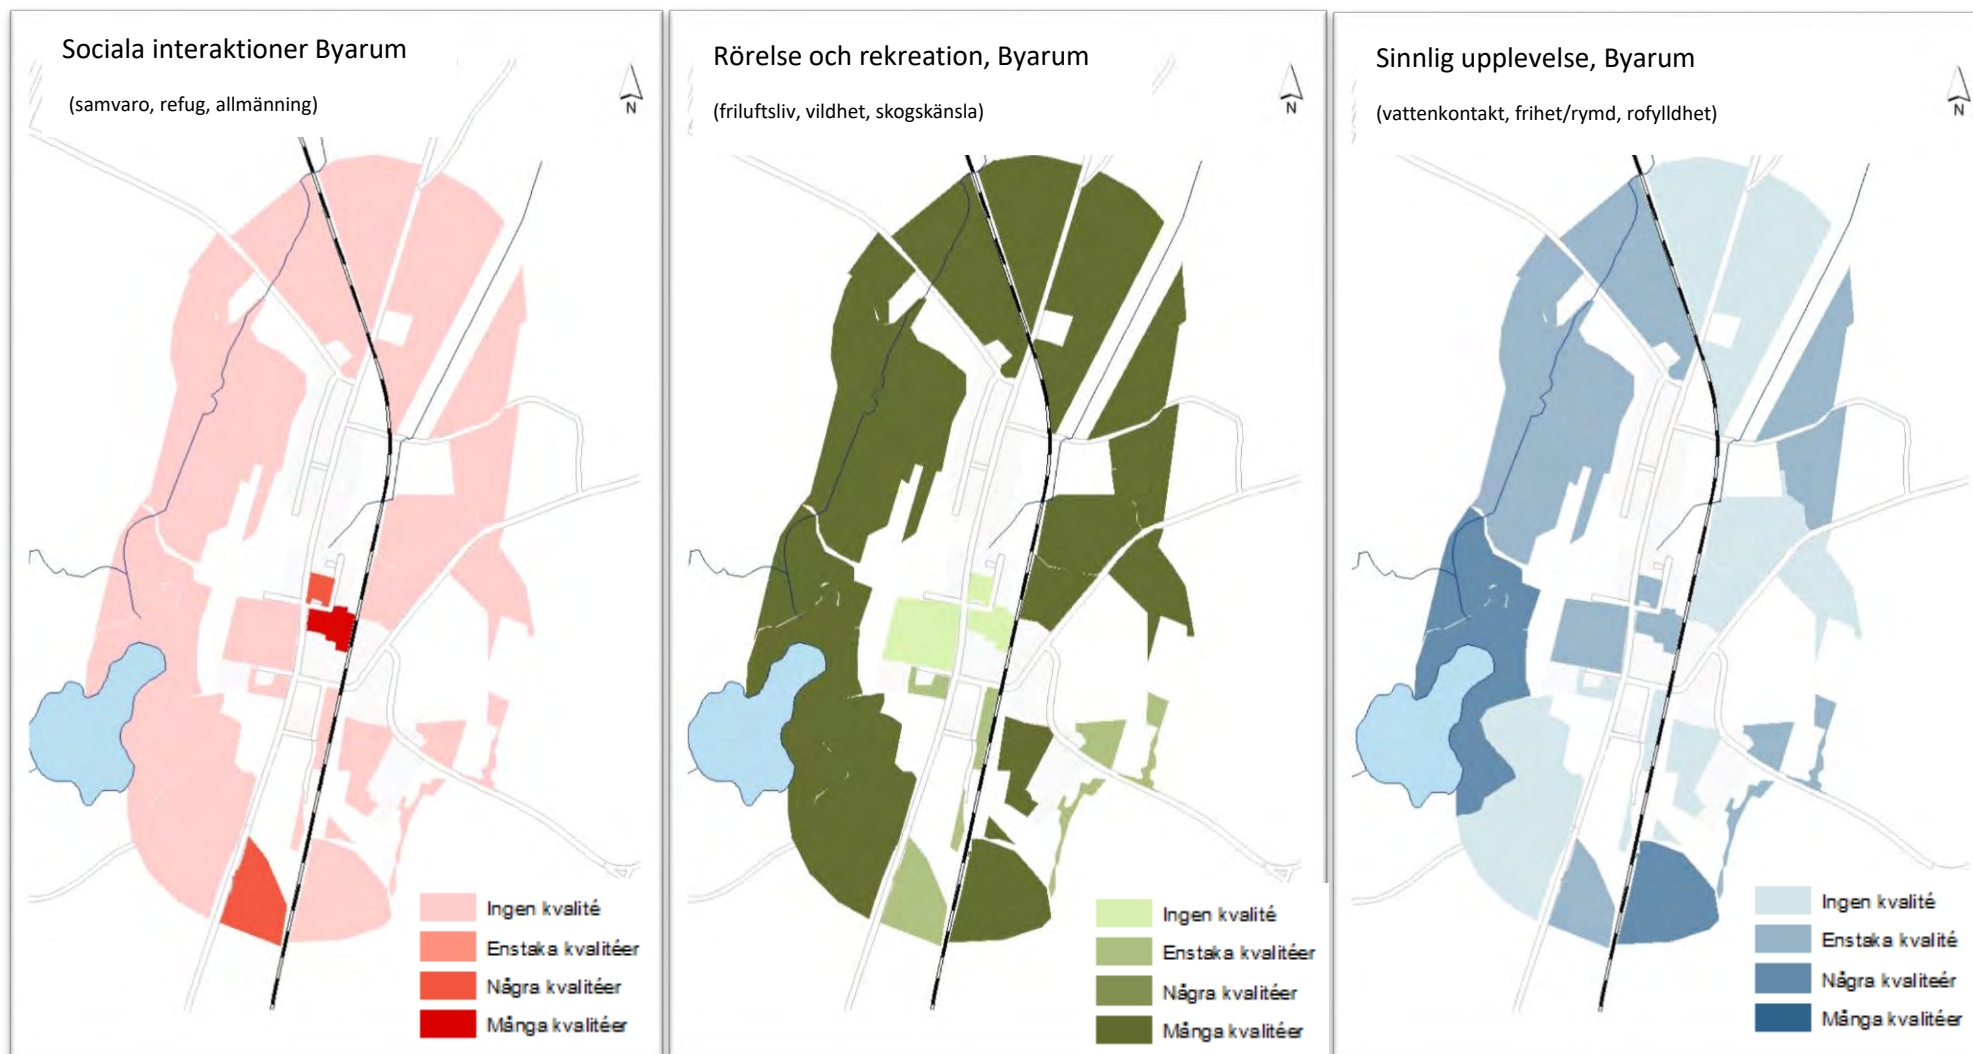 Sociala interaktioner Byarum
(samvaro, refug, allmänning)
N
Ingen kvalité
Enstaka kvalitéer
Några kvalitéer
Många kvalitéer
Rörelse och rekreation, Byarum
(friluftsliv, vildhet, skogskänsla)
N
Ingen kvalité
Enstaka kvalitéer
Några kvalitéer
Många kvalitéer
Sinnlig upplevelse, Byarum
(vattenkontakt, frihet/rymd, rofylldhet)
N
Ingen kvalité
Enstaka kvalité
Några kvaliteér
Många kvalitéer